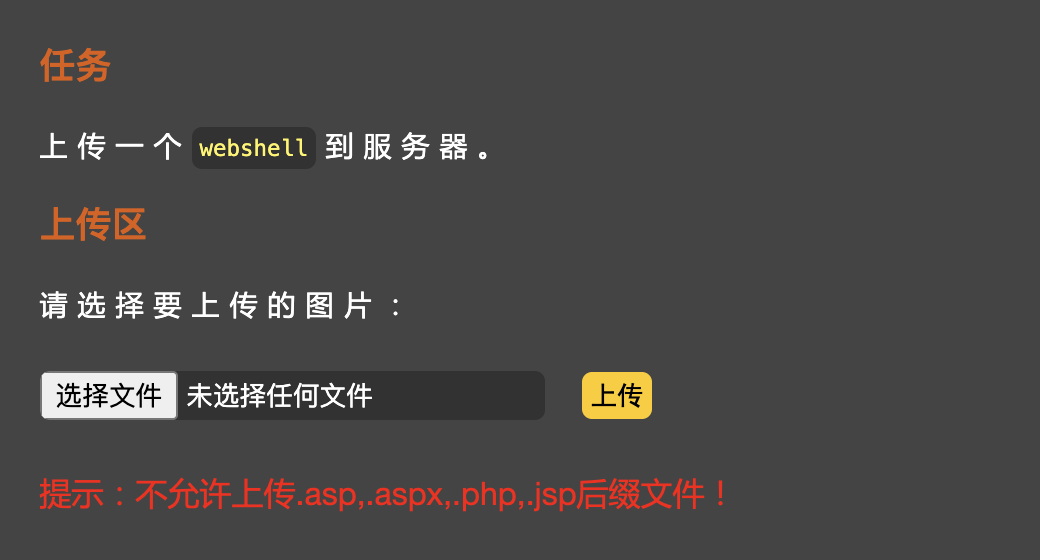 任务
上传一个 webshell 到服务器。
上传区
请选择要上传的图片：
选择文件 未选择任何文件 上传
提示：不允许上传.asp,.aspx,.php,.jsp后缀文件！